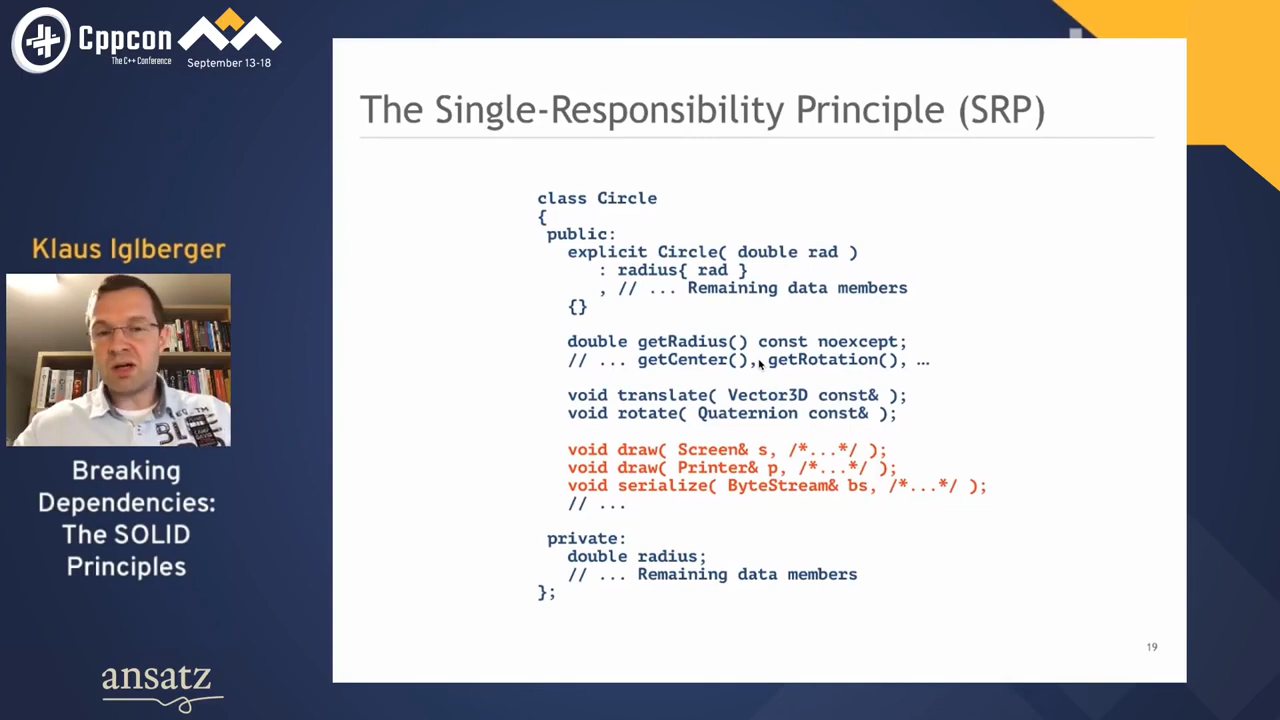 Cppcon
The C++ Conference
September 13-18
Klaus Iglberger
Breaking
Dependencies:
The SOLID
Principles
ansatz
The Single-Responsibility Principle (SRP)
class Circle
{
public:
explicit Circle( double rad )
: radius{ rad }
, // ... Remaining data members
{}
double getRadius() const noexcept;
// ... getCenter(), getRotation(), ...
void translate( Vector3D const& );
void rotate( Quaternion const& );
void draw( Screen& s, /*...*/ );
void draw( Printer& p, /*...*/ );
void serialize( ByteStream& bs, /*...*/ );
// ...
private:
double radius;
// ... Remaining data members
};
19